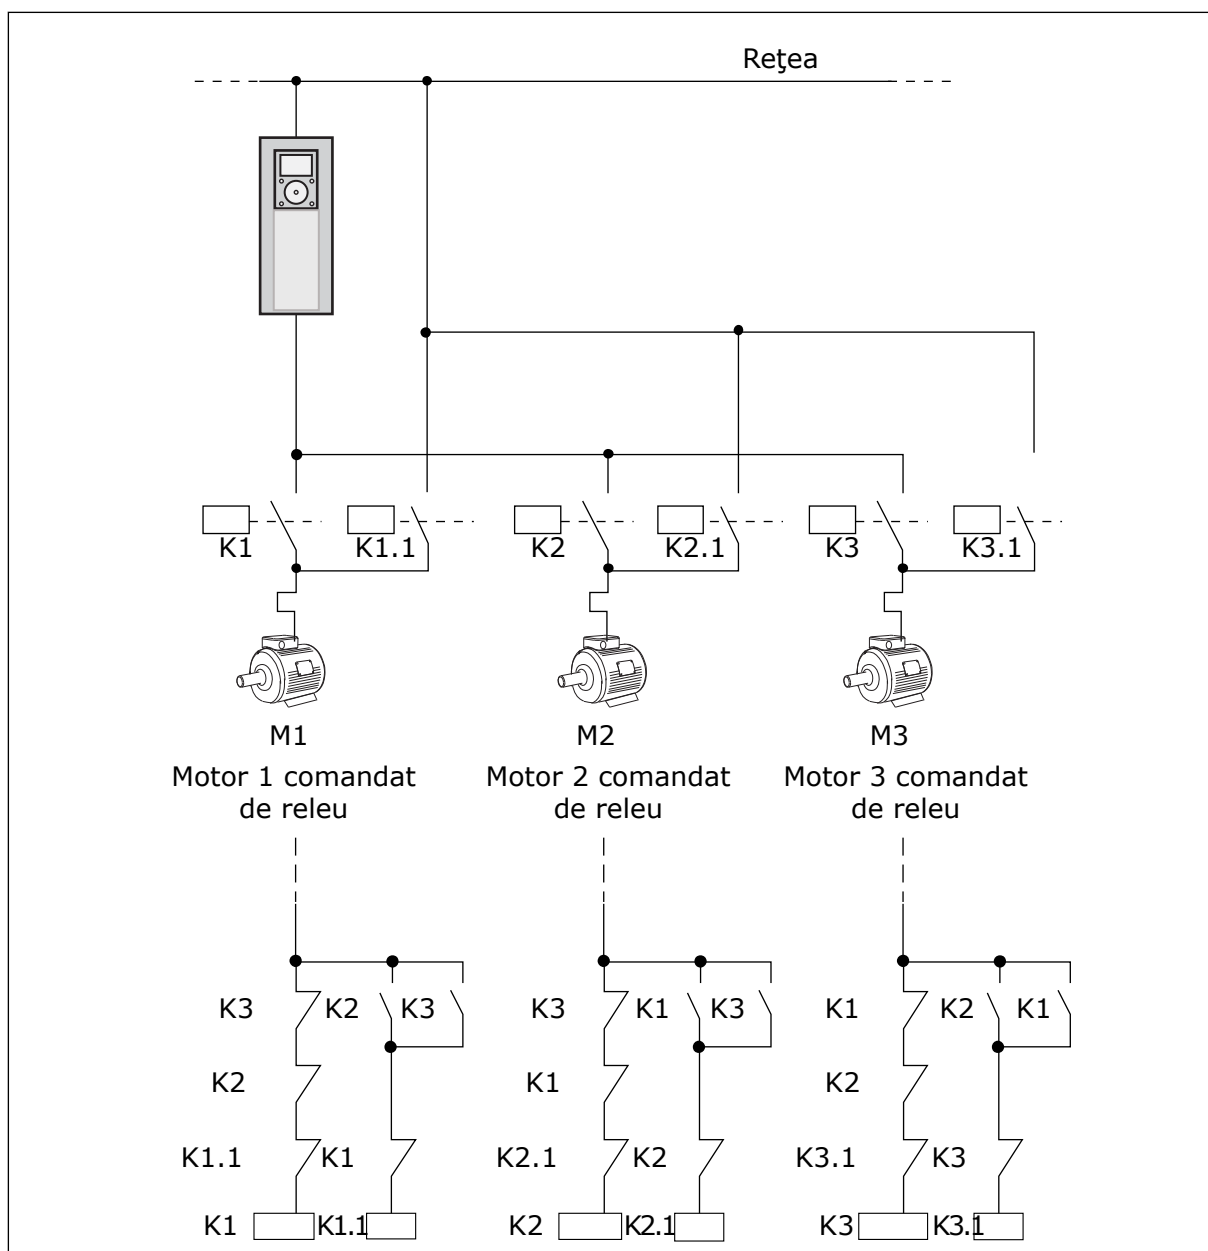 Reţea
K1 K1.1 K2 K2.1 K3 K3.1
M1 M2 M3
Motor 1 comandat de releu
Motor 2 comandat de releu
Motor 3 comandat de releu
K3 K2 K3 K3 K1 K3 K1 K2 K1
K2 K1 K2
K1.1 K1 K2.1 K2 K3.1 K3
K1 K1.1 K2 K2.1 K3 K3.1